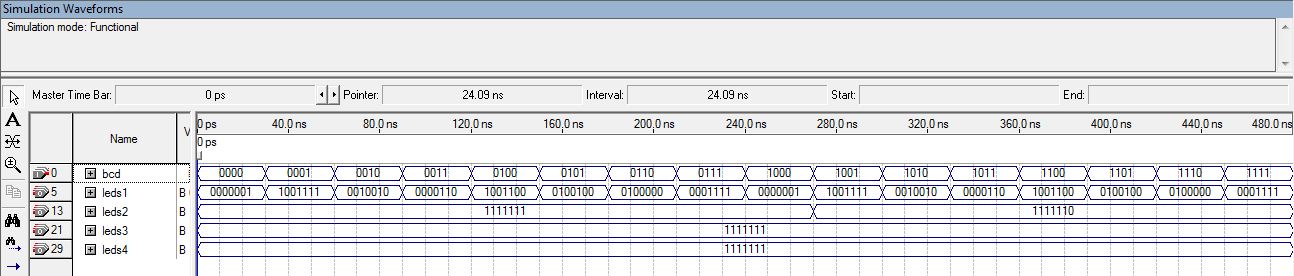 Simulation Waveforms
Simulation mode: Functional
Master Time Bar: 0 ps Pointer: 24.09 ns Interval: 24.09 ns Start: End:
Name V 0 ps 40.0 ns 80.0 ns 120.0 ns 160.0 ns 200.0 ns 240.0 ns 280.0 ns 320.0 ns 360.0 ns 400.0 ns 440.0 ns 480.0 ns
0 ps
0 bcd 0000 0001 0010 0011 0100 0101 0110 0111 1000 1001 1010 1011 1100 1101 1110 1111
5 leds1 B 0000001 1001111 0010010 0000110 1001100 0100100 0100000 0001111 0000001 1001111 0010010 0000110 1001100 0100100 0100000 0001111
13 leds2 B 1111111 1111110
21 leds3 B 1111111
29 leds4 B 1111111